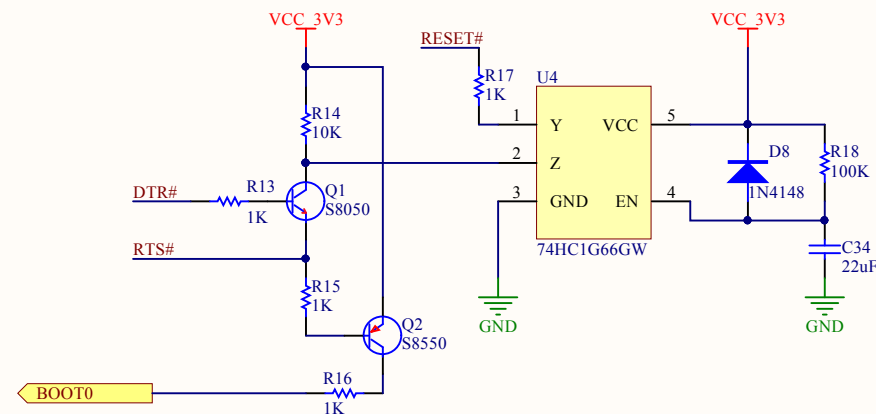 VCC_3V3
VCC_3V3
RESET#
R17
1K
U4
R14
10K
1
Y
VCC
5
D8
1N4148
R18
100K
2
Z
DTR#
R13
1K
Q1
S8050
3
GND
EN
4
RTS#
74HC1G66GW
C34
22uF
R15
1K
GND
GND
Q2
S8550
R16
1K
BOOT0